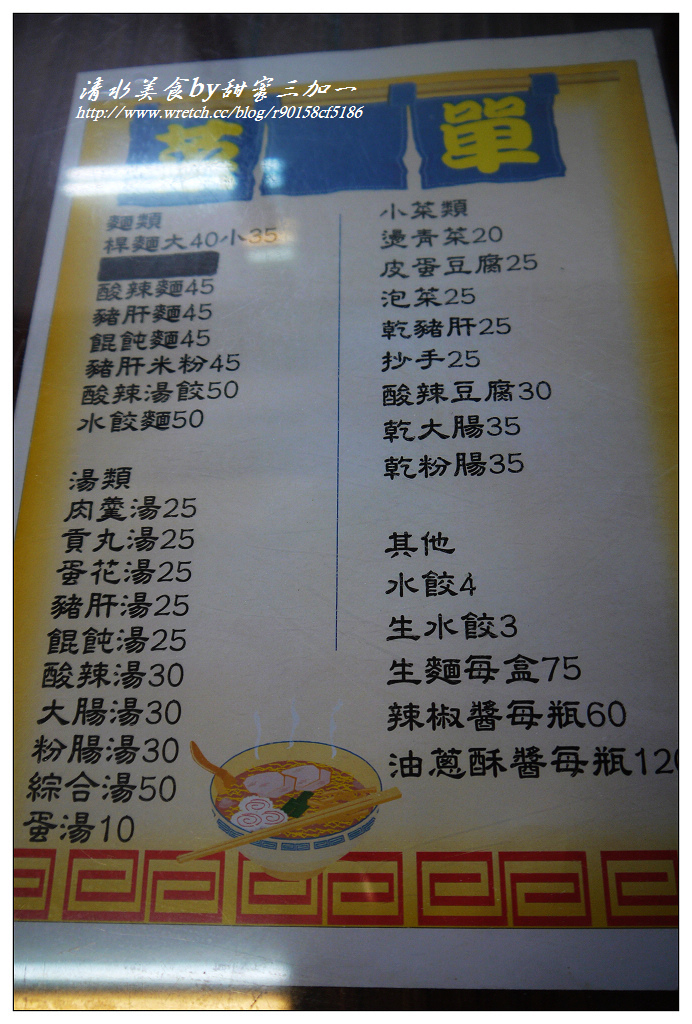 清水美食by甜蜜三加一
http://www.wretch.cc/blog/r90158cf5186
菜單
麵類
桿麵大40小35
酸辣麵45
豬肝麵45
餛飩麵45
豬肝米粉45
酸辣湯餃50
水餃麵50
湯類
肉羹湯25
貢丸湯25
蛋花湯25
豬肝湯25
餛飩湯25
酸辣湯30
大腸湯30
粉腸湯30
綜合湯50
蛋湯10
小菜類
燙青菜20
皮蛋豆腐25
泡菜25
乾豬肝25
抄手25
酸辣豆腐30
乾大腸35
乾粉腸35
其他
水餃4
生水餃3
生麵每盒75
辣椒醬每瓶60
油蔥酥醬每瓶120